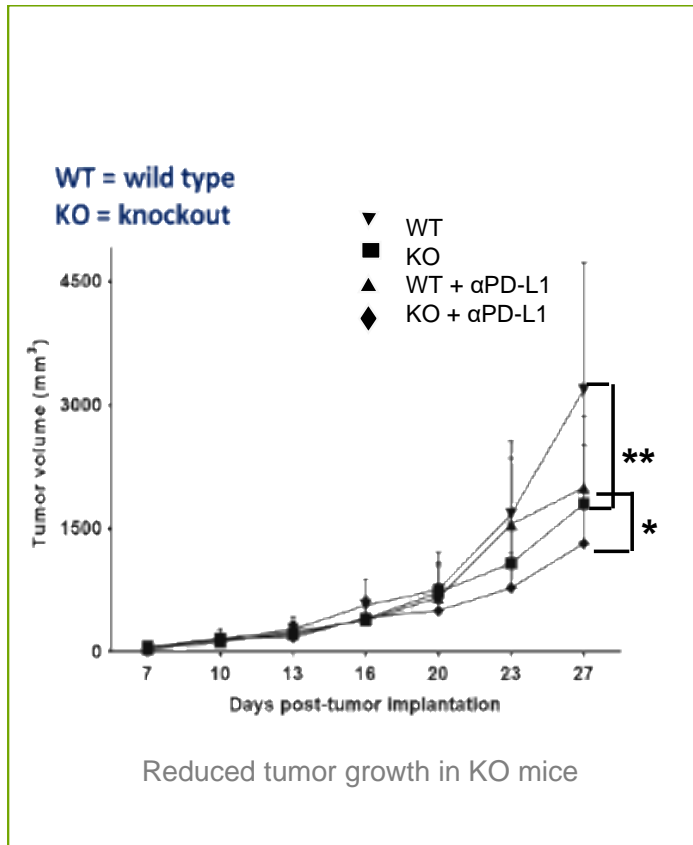 WT = wild type
KO = knockout
WT
KO
WT + αPD-L1
KO + αPD-L1
4500
3000
1500
0
Tumor volume (mm³)
**
*
7 10 13 16 20 23 27
Days post-tumor implantation
Reduced tumor growth in KO mice